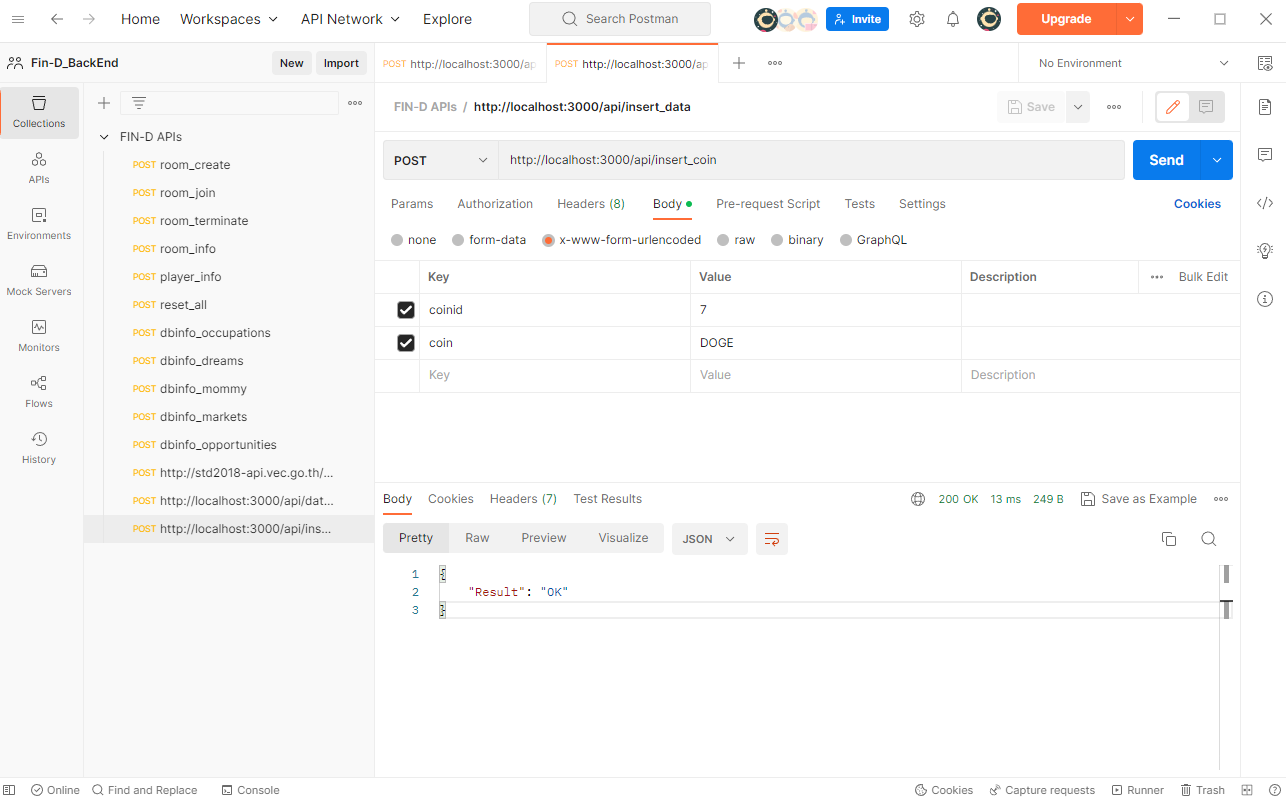 Home Workspaces API Network Explore Search Postman Invite Upgrade
Fin-D_BackEnd New Import POST http://localhost:3000/ap POST http://localhost:3000/ap No Environment
Collections
APIs
Environments
Mock Servers
Monitors
Flows
History
FIN-D APIs
POST room_create
POST room_join
POST room_terminate
POST room_info
POST player_info
POST reset_all
POST dbinfo_occupations
POST dbinfo_dreams
POST dbinfo_mommy
POST dbinfo_markets
POST dbinfo_opportunities
POST http://std2018-api.vec.go.th/...
POST http://localhost:3000/api/dat...
POST http://localhost:3000/api/ins...
FIN-D APIs / http://localhost:3000/api/insert_data Save
POST http://localhost:3000/api/insert_coin Send
Params Authorization Headers (8) Body Pre-request Script Tests Settings Cookies
none form-data x-www-form-urlencoded raw binary GraphQL
Key Value Description Bulk Edit
coinid 7
coin DOGE
Key Value Description
Body Cookies Headers (7) Test Results 200 OK 13 ms 249 B Save as Example
Pretty Raw Preview Visualize JSON
1 {
2 "Result": "OK"
3 }
Online Find and Replace Console Cookies Capture requests Runner Trash